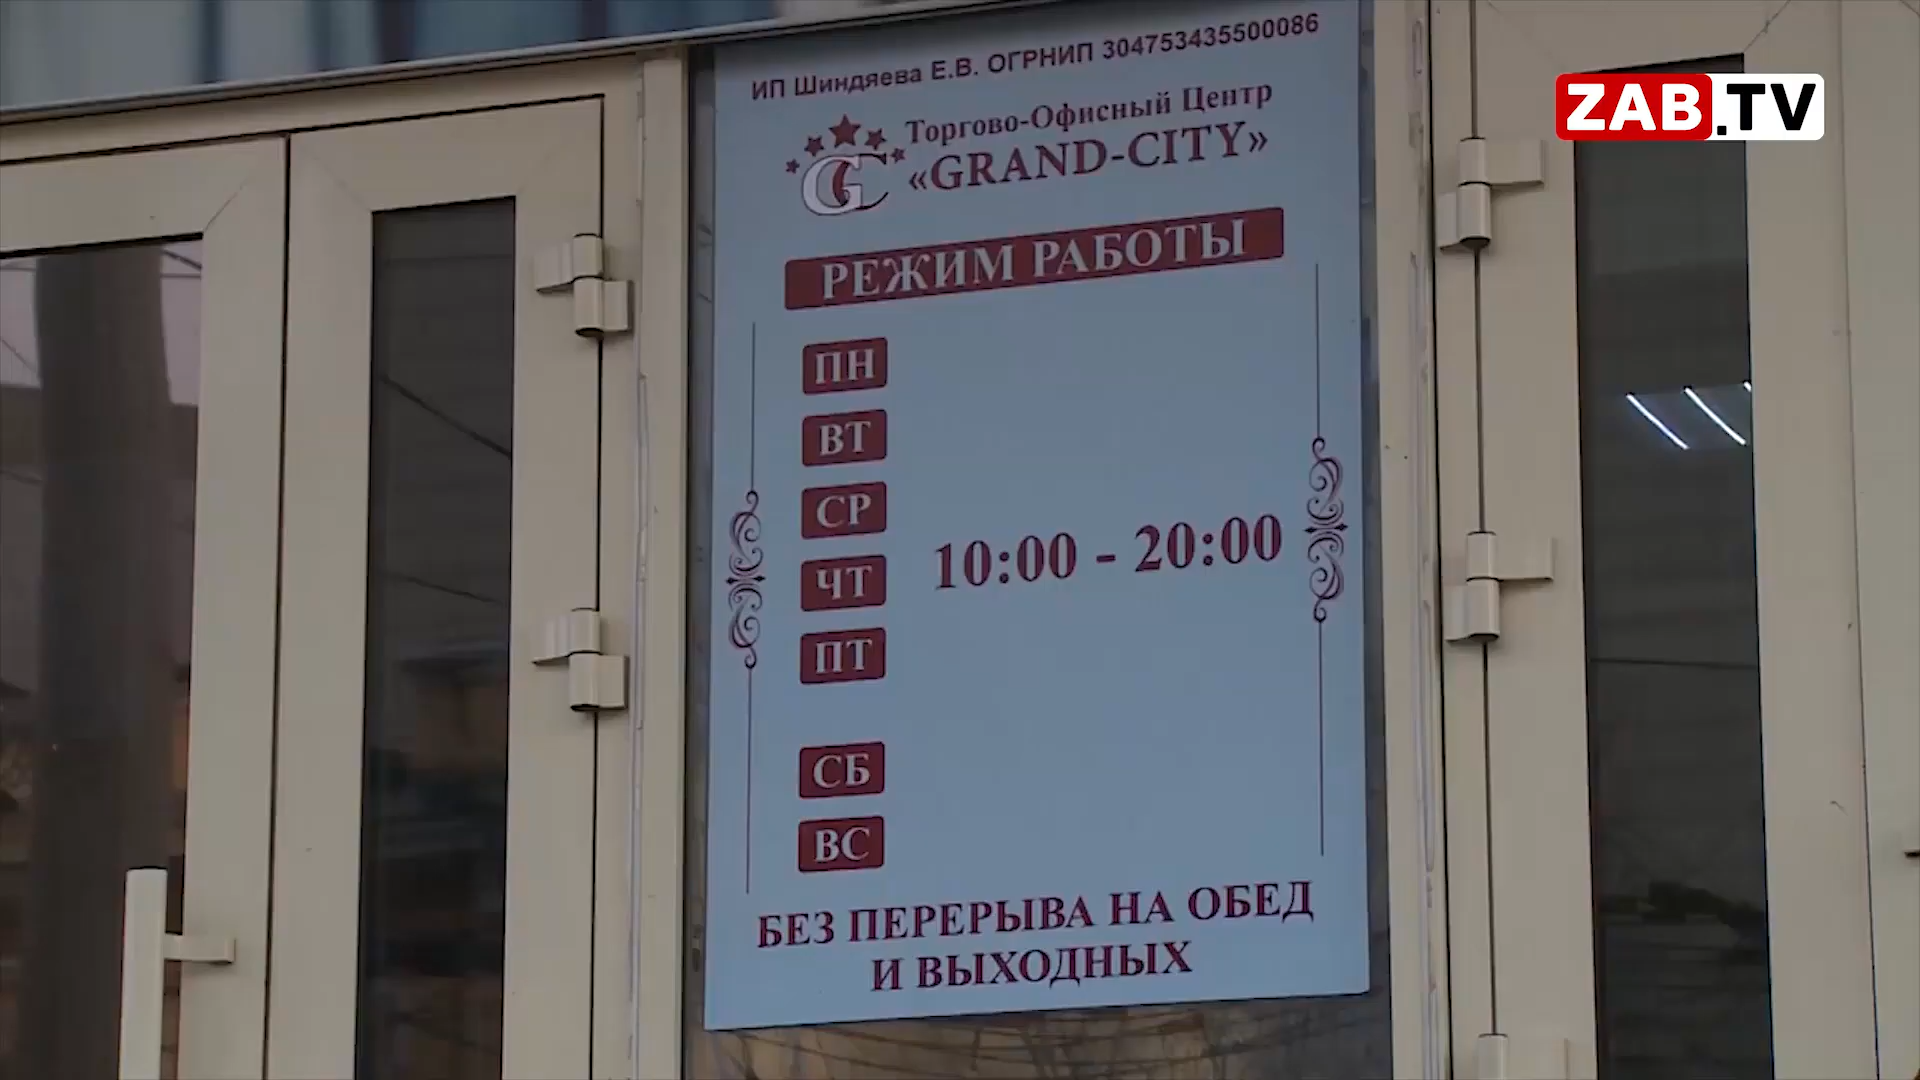 ИП Шиндяева Е.В. ОГРНИП 304753435500086
Торгово-Офисный Центр
GC «GRAND-CITY»
РЕЖИМ РАБОТЫ
ПН
ВТ
СР
ЧТ
ПТ
10:00 - 20:00
СБ
ВС
БЕЗ ПЕРЕРЫВА НА ОБЕД
И ВЫХОДНЫХ
ZAB.TV